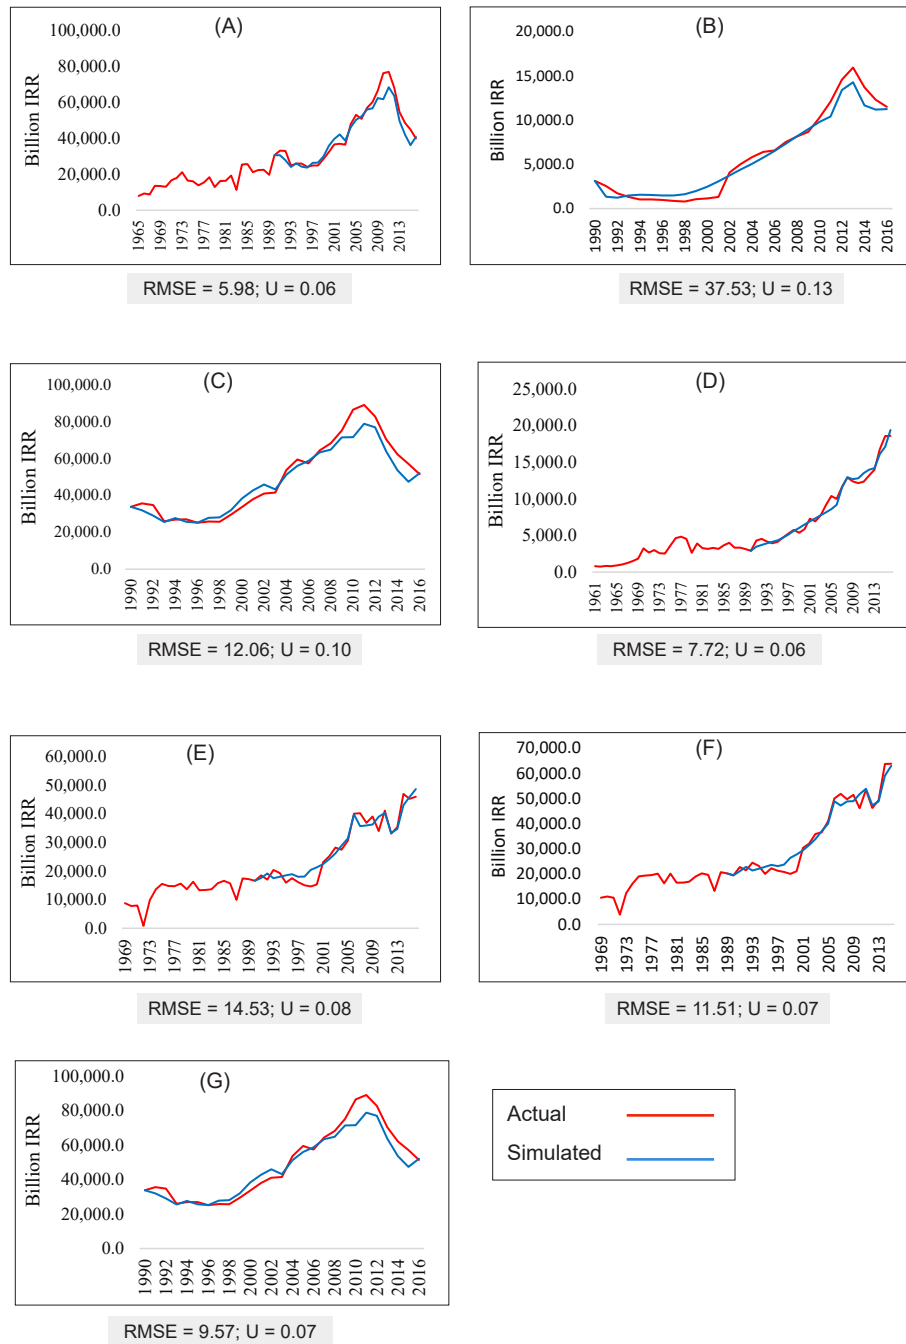 (A)
Billion IRR
100,000.0
80,000.0
60,000.0
40,000.0
20,000.0
0.0
1965 1969 1973 1977 1981 1985 1989 1993 1997 2001 2005 2009 2013
RMSE = 5.98; U = 0.06
(B)
Billion IRR
20,000.0
15,000.0
10,000.0
5,000.0
0.0
1990 1992 1994 1996 1998 2000 2002 2004 2006 2008 2010 2012 2014 2016
RMSE = 37.53; U = 0.13
(C)
Billion IRR
100,000.0
80,000.0
60,000.0
40,000.0
20,000.0
0.0
1990 1992 1994 1996 1998 2000 2002 2004 2006 2008 2010 2012 2014 2016
RMSE = 12.06; U = 0.10
(D)
Billion IRR
25,000.0
20,000.0
15,000.0
10,000.0
5,000.0
0.0
1961 1965 1969 1973 1977 1981 1985 1989 1993 1997 2001 2005 2009 2013
RMSE = 7.72; U = 0.06
(E)
Billion IRR
60,000.0
50,000.0
40,000.0
30,000.0
20,000.0
10,000.0
0.0
1969 1973 1977 1981 1985 1989 1993 1997 2001 2005 2009 2013
RMSE = 14.53; U = 0.08
(F)
Billion IRR
70,000.0
60,000.0
50,000.0
40,000.0
30,000.0
20,000.0
10,000.0
0.0
1969 1973 1977 1981 1985 1989 1993 1997 2001 2005 2009 2013
RMSE = 11.51; U = 0.07
(G)
Billion IRR
100,000.0
80,000.0
60,000.0
40,000.0
20,000.0
0.0
1990 1992 1994 1996 1998 2000 2002 2004 2006 2008 2010 2012 2014 2016
RMSE = 9.57; U = 0.07
Actual
Simulated